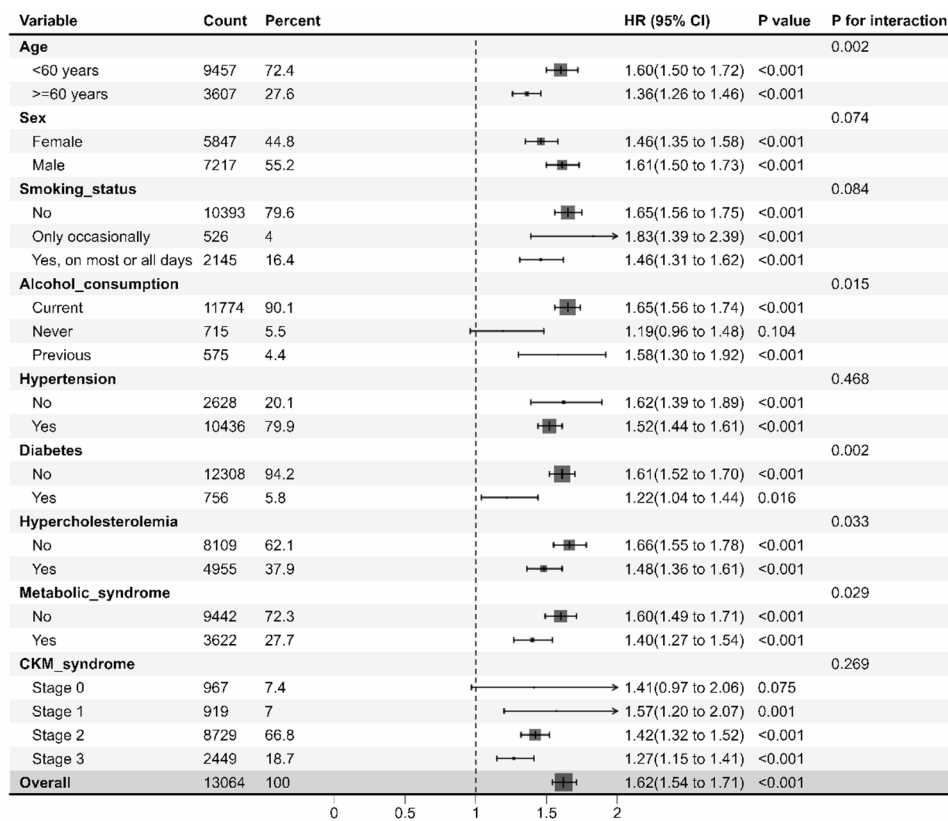 Variable Count Percent HR (95% CI) P value P for interaction
Age 0.002
<60 years 9457 72.4 1.60(1.50 to 1.72) <0.001
>=60 years 3607 27.6 1.36(1.26 to 1.46) <0.001
Sex 0.074
Female 5847 44.8 1.46(1.35 to 1.58) <0.001
Male 7217 55.2 1.61(1.50 to 1.73) <0.001
Smoking_status 0.084
No 10393 79.6 1.65(1.56 to 1.75) <0.001
Only occasionally 526 4 1.83(1.39 to 2.39) <0.001
Yes, on most or all days 2145 16.4 1.46(1.31 to 1.62) <0.001
Alcohol_consumption 0.015
Current 11774 90.1 1.65(1.56 to 1.74) <0.001
Never 715 5.5 1.19(0.96 to 1.48) 0.104
Previous 575 4.4 1.58(1.30 to 1.92) <0.001
Hypertension 0.468
No 2628 20.1 1.62(1.39 to 1.89) <0.001
Yes 10436 79.9 1.52(1.44 to 1.61) <0.001
Diabetes 0.002
No 12308 94.2 1.61(1.52 to 1.70) <0.001
Yes 756 5.8 1.22(1.04 to 1.44) 0.016
Hypercholesterolemia 0.033
No 8109 62.1 1.66(1.55 to 1.78) <0.001
Yes 4955 37.9 1.48(1.36 to 1.61) <0.001
Metabolic_syndrome 0.029
No 9442 72.3 1.60(1.49 to 1.71) <0.001
Yes 3622 27.7 1.40(1.27 to 1.54) <0.001
CKM_syndrome 0.269
Stage 0 967 7.4 1.41(0.97 to 2.06) 0.075
Stage 1 919 7 1.57(1.20 to 2.07) 0.001
Stage 2 8729 66.8 1.42(1.32 to 1.52) <0.001
Stage 3 2449 18.7 1.27(1.15 to 1.41) <0.001
Overall 13064 100 1.62(1.54 to 1.71) <0.001
0 0.5 1 1.5 2